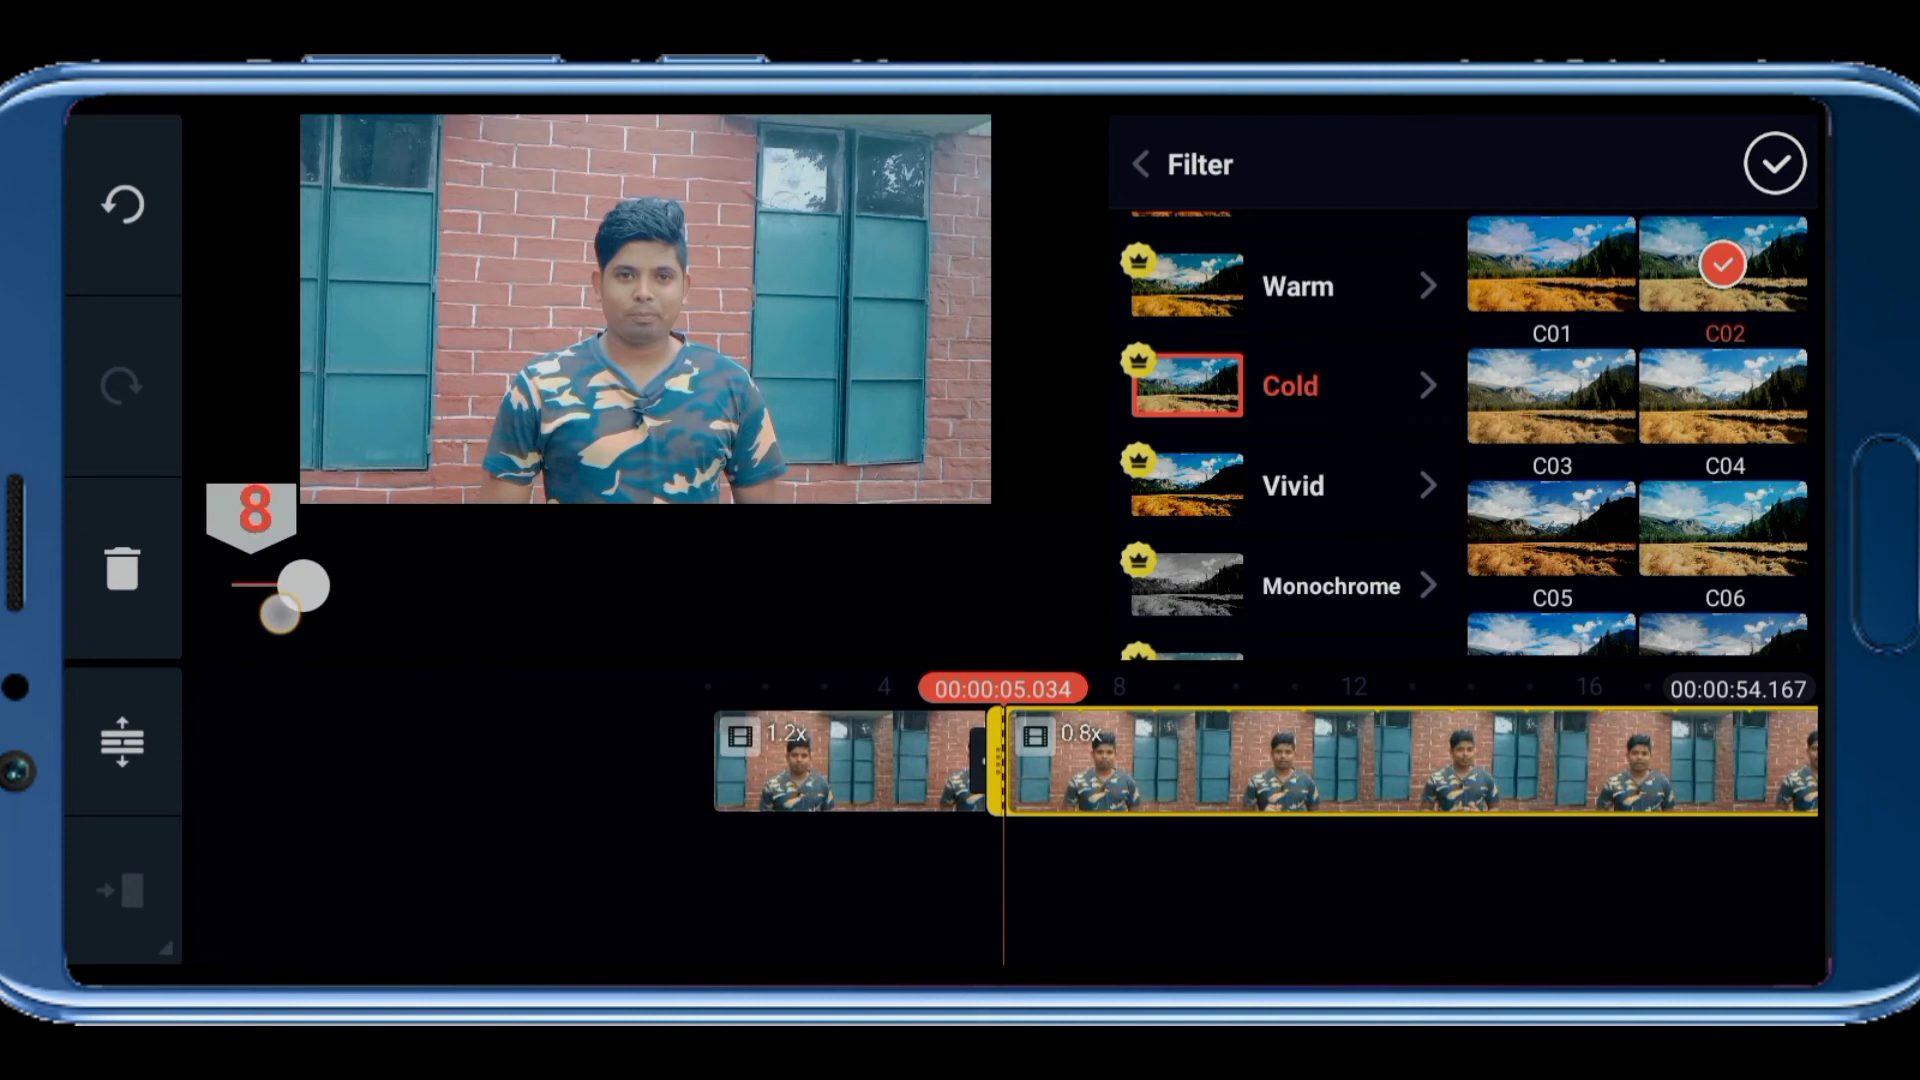 Filter
Warm
Cold
Vivid
Monochrome
C01
C02
C03
C04
C05
C06
8
4
00:00:05.034
8
12
16
00:00:54.167
1.2x
0.8x